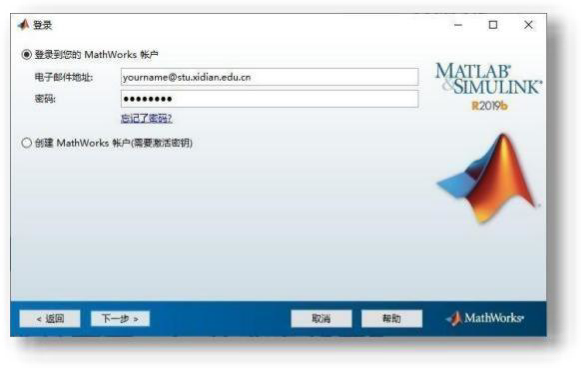 登录
登录到您的 MathWorks 帐户
电子邮件地址: yourname@stu.xidian.edu.cn
密码: ●●●●●●●●
忘记了密码?
创建 MathWorks 帐户(需要激活密钥)
MATLAB®
&SIMULINK®
R2019b
< 返回 下一步 > 取消 帮助 MathWorks®